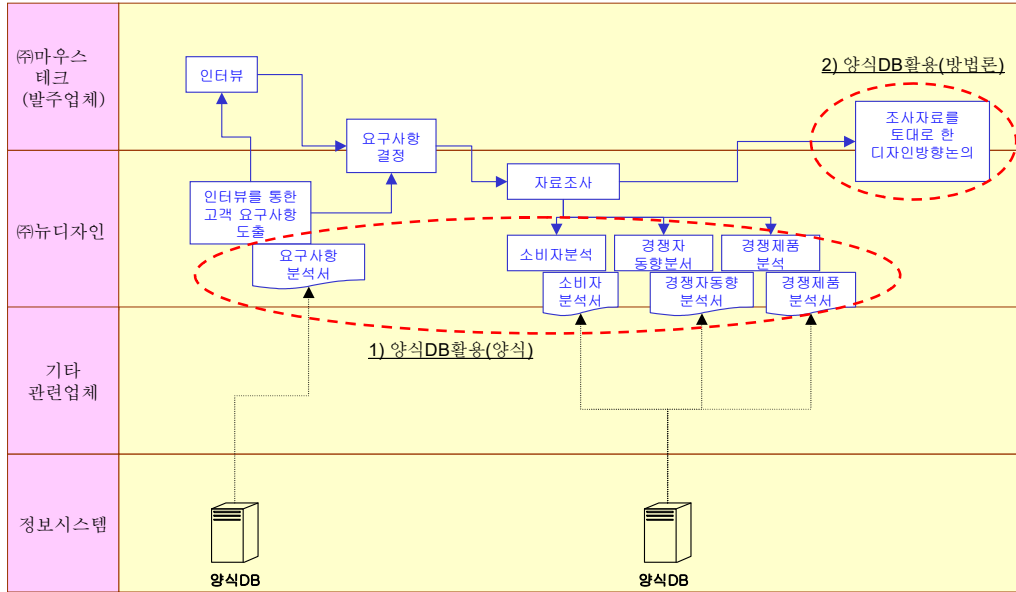 ㈜마우스
테크
(발주업체)
인터뷰
요구사항
결정
2) 양식DB활용(방법론)
조사자료를
토대로 한
디자인방향논의
㈜뉴디자인
인터뷰를 통한
고객 요구사항
도출
요구사항
분석서
자료조사
소비자분석
경쟁자
동향분서
경쟁제품
분석
소비자
분석서
경쟁자동향
분석서
경쟁제품
분석서
1) 양식DB활용(양식)
기타
관련업체
정보시스템
양식DB
양식DB